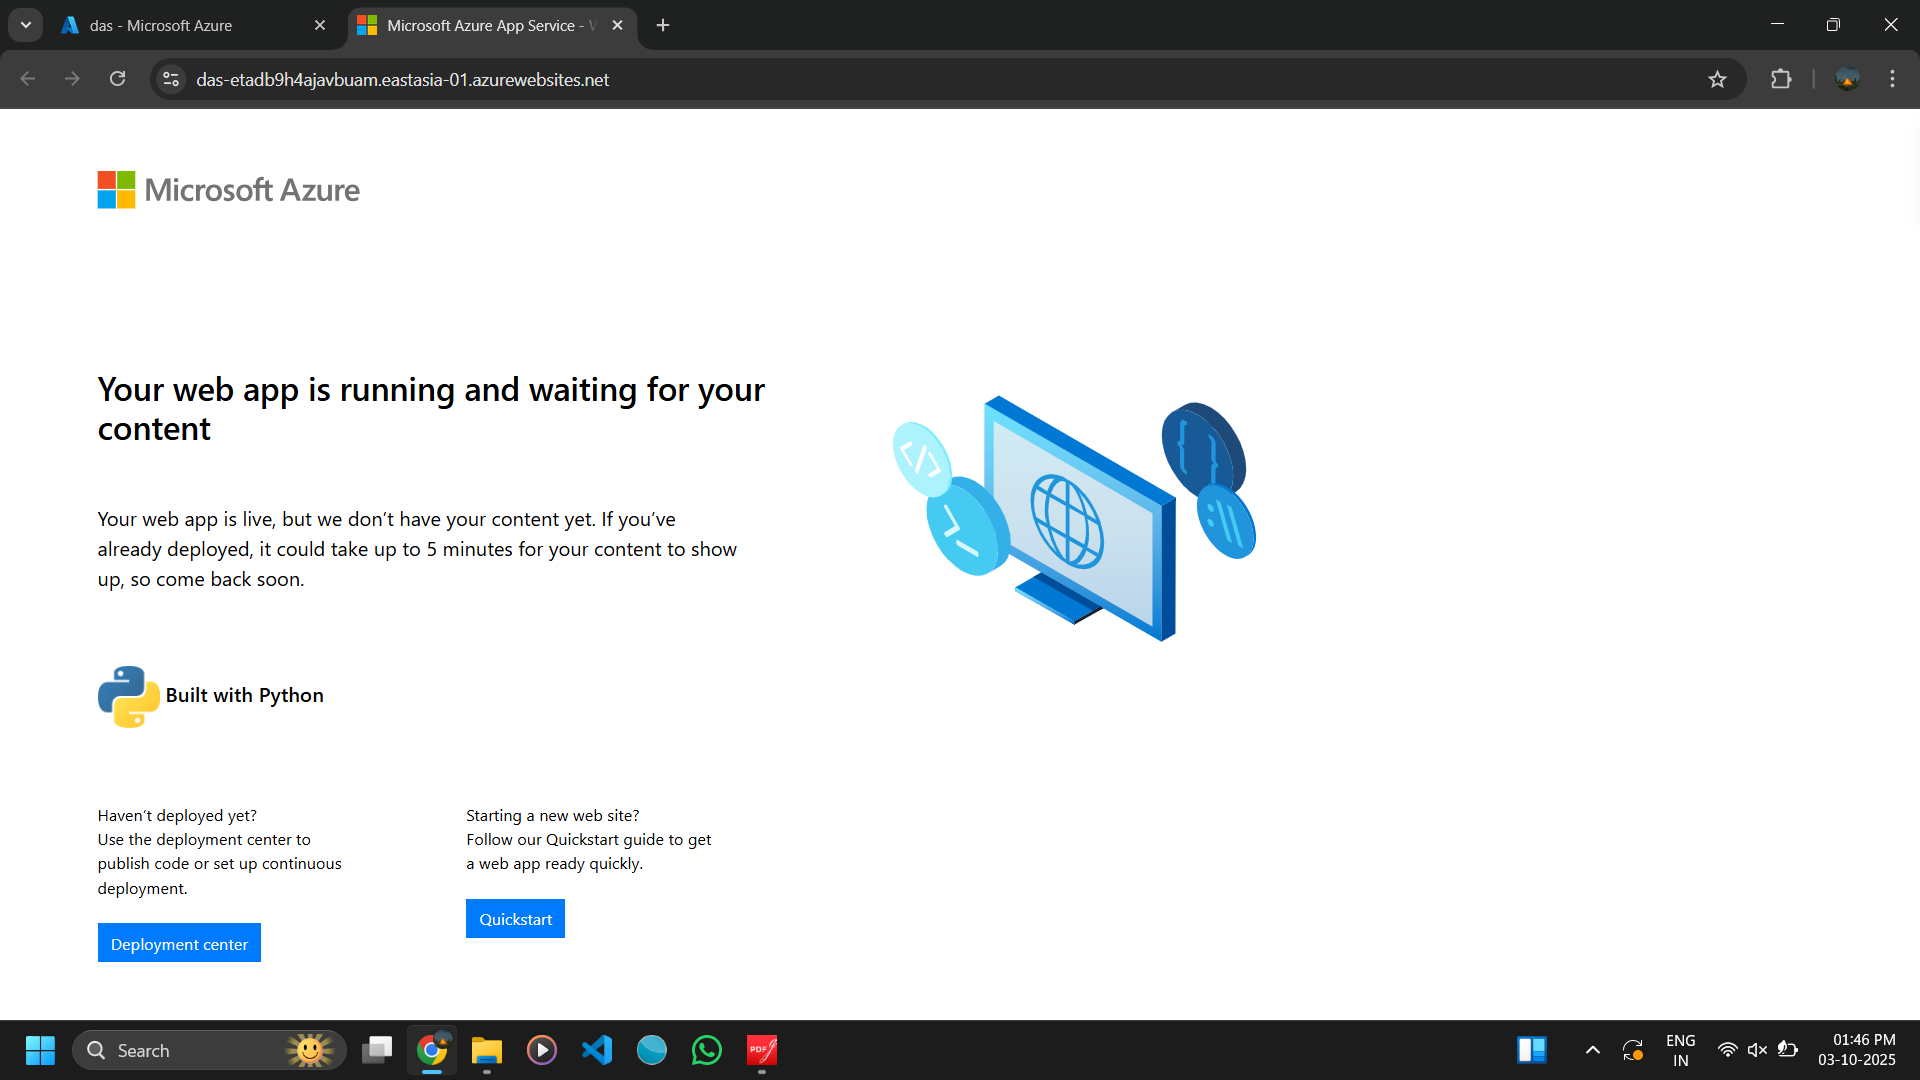 das - Microsoft Azure
Microsoft Azure App Service -
das-etadb9h4ajavbuam.eastasia-01.azurewebsites.net
Microsoft Azure
Your web app is running and waiting for your
content
Your web app is live, but we don’t have your content yet. If you’ve
already deployed, it could take up to 5 minutes for your content to show
up, so come back soon.
Built with Python
Haven’t deployed yet?
Use the deployment center to
publish code or set up continuous
deployment.
Deployment center
Starting a new web site?
Follow our Quickstart guide to get
a web app ready quickly.
Quickstart
Search
PDF
ENG
IN
01:46 PM
03-10-2025